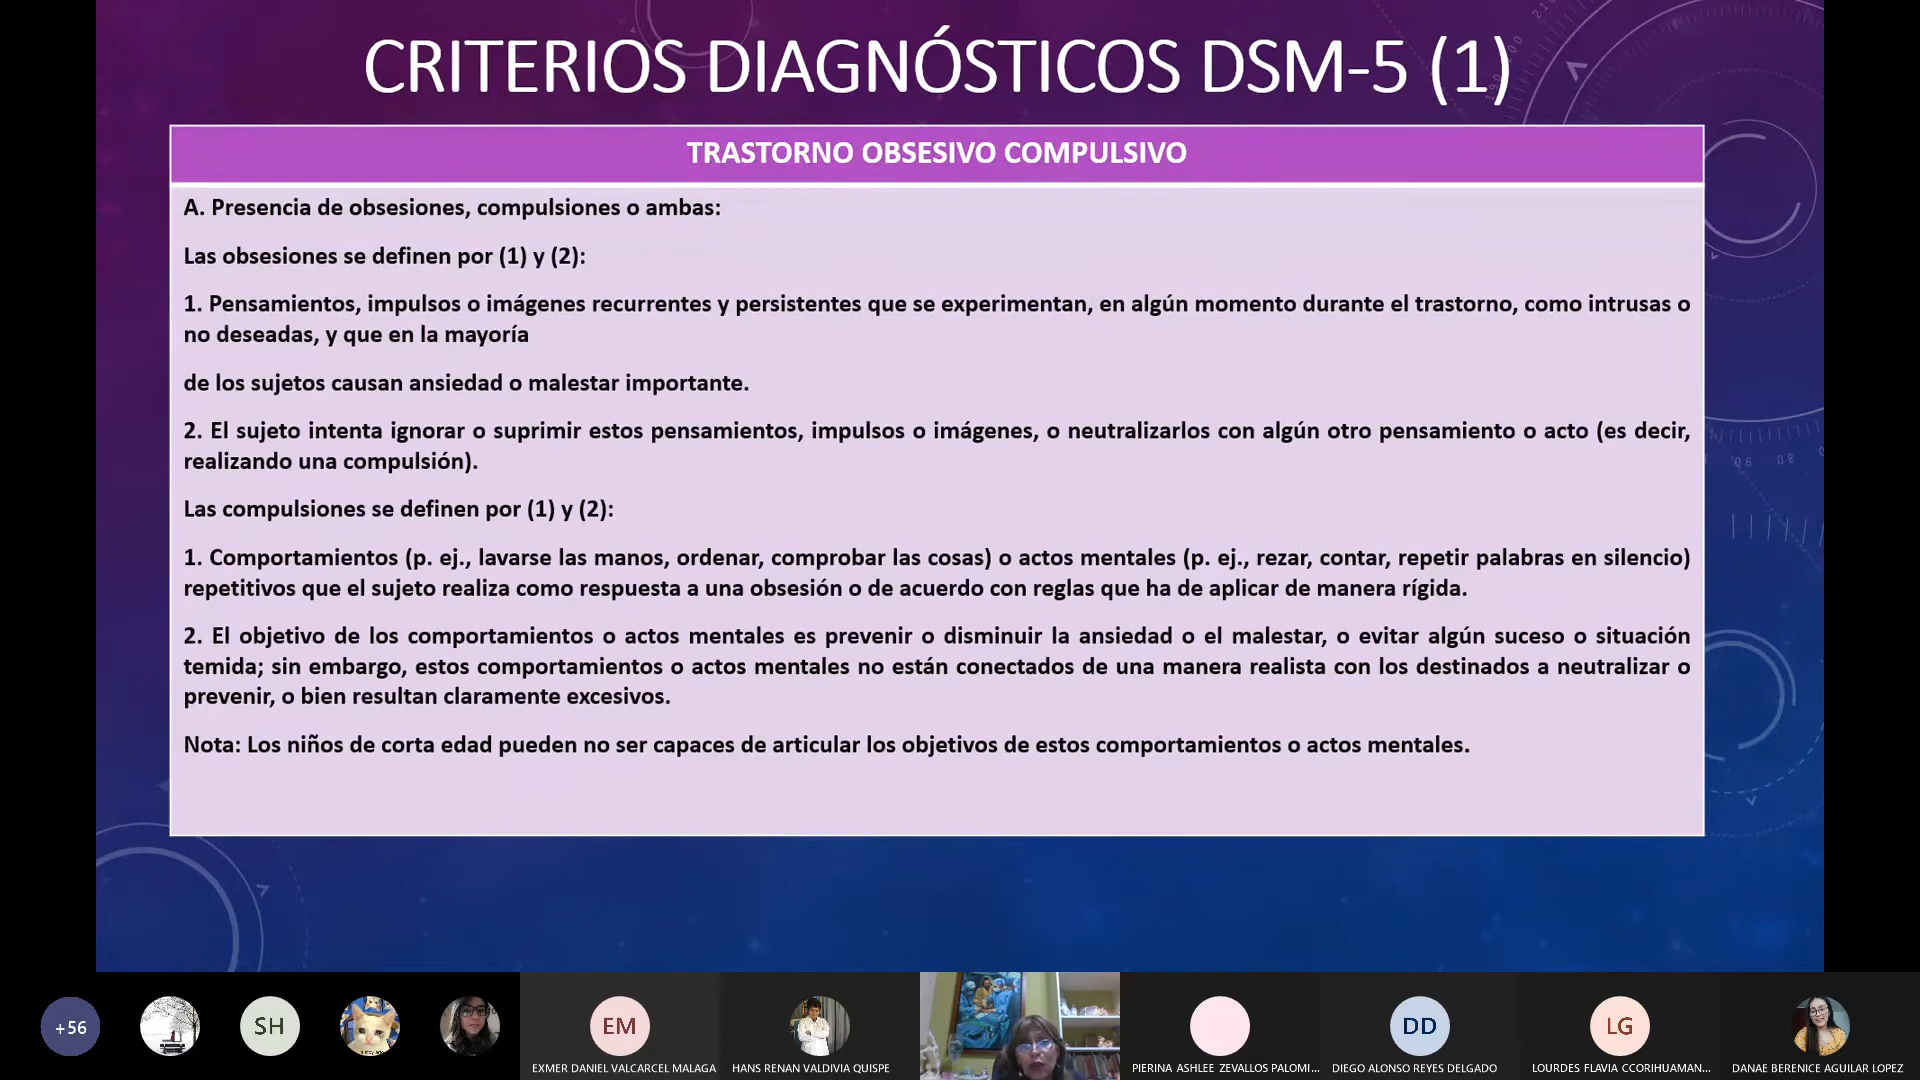 CRITERIOS DIAGNÓSTICOS DSM-5 (1)
TRASTORNO OBSESIVO COMPULSIVO
A. Presencia de obsesiones, compulsiones o ambas:
Las obsesiones se definen por (1) y (2):
1. Pensamientos, impulsos o imágenes recurrentes y persistentes que se experimentan, en algún momento durante el trastorno, como intrusas o
no deseadas, y que en la mayoría
de los sujetos causan ansiedad o malestar importante.
2. El sujeto intenta ignorar o suprimir estos pensamientos, impulsos o imágenes, o neutralizarlos con algún otro pensamiento o acto (es decir,
realizando una compulsión).
Las compulsiones se definen por (1) y (2):
1. Comportamientos (p. ej., lavarse las manos, ordenar, comprobar las cosas) o actos mentales (p. ej., rezar, contar, repetir palabras en silencio)
repetitivos que el sujeto realiza como respuesta a una obsesión o de acuerdo con reglas que ha de aplicar de manera rígida.
2. El objetivo de los comportamientos o actos mentales es prevenir o disminuir la ansiedad o el malestar, o evitar algún suceso o situación
temida; sin embargo, estos comportamientos o actos mentales no están conectados de una manera realista con los destinados a neutralizar o
prevenir, o bien resultan claramente excesivos.
Nota: Los niños de corta edad pueden no ser capaces de articular los objetivos de estos comportamientos o actos mentales.
+56
SH
EM
DD
LG
EXMER DANIEL VALCARCEL MALAGA
HANS RENAN VALDIVIA QUISPE
PIERINA ASHLEE ZEVALLOS PALOMI...
DIEGO ALONSO REYES DELGADO
LOURDES FLAVIA CCORIHUAMAN...
DANAE BERENICE AGUILAR LOPEZ